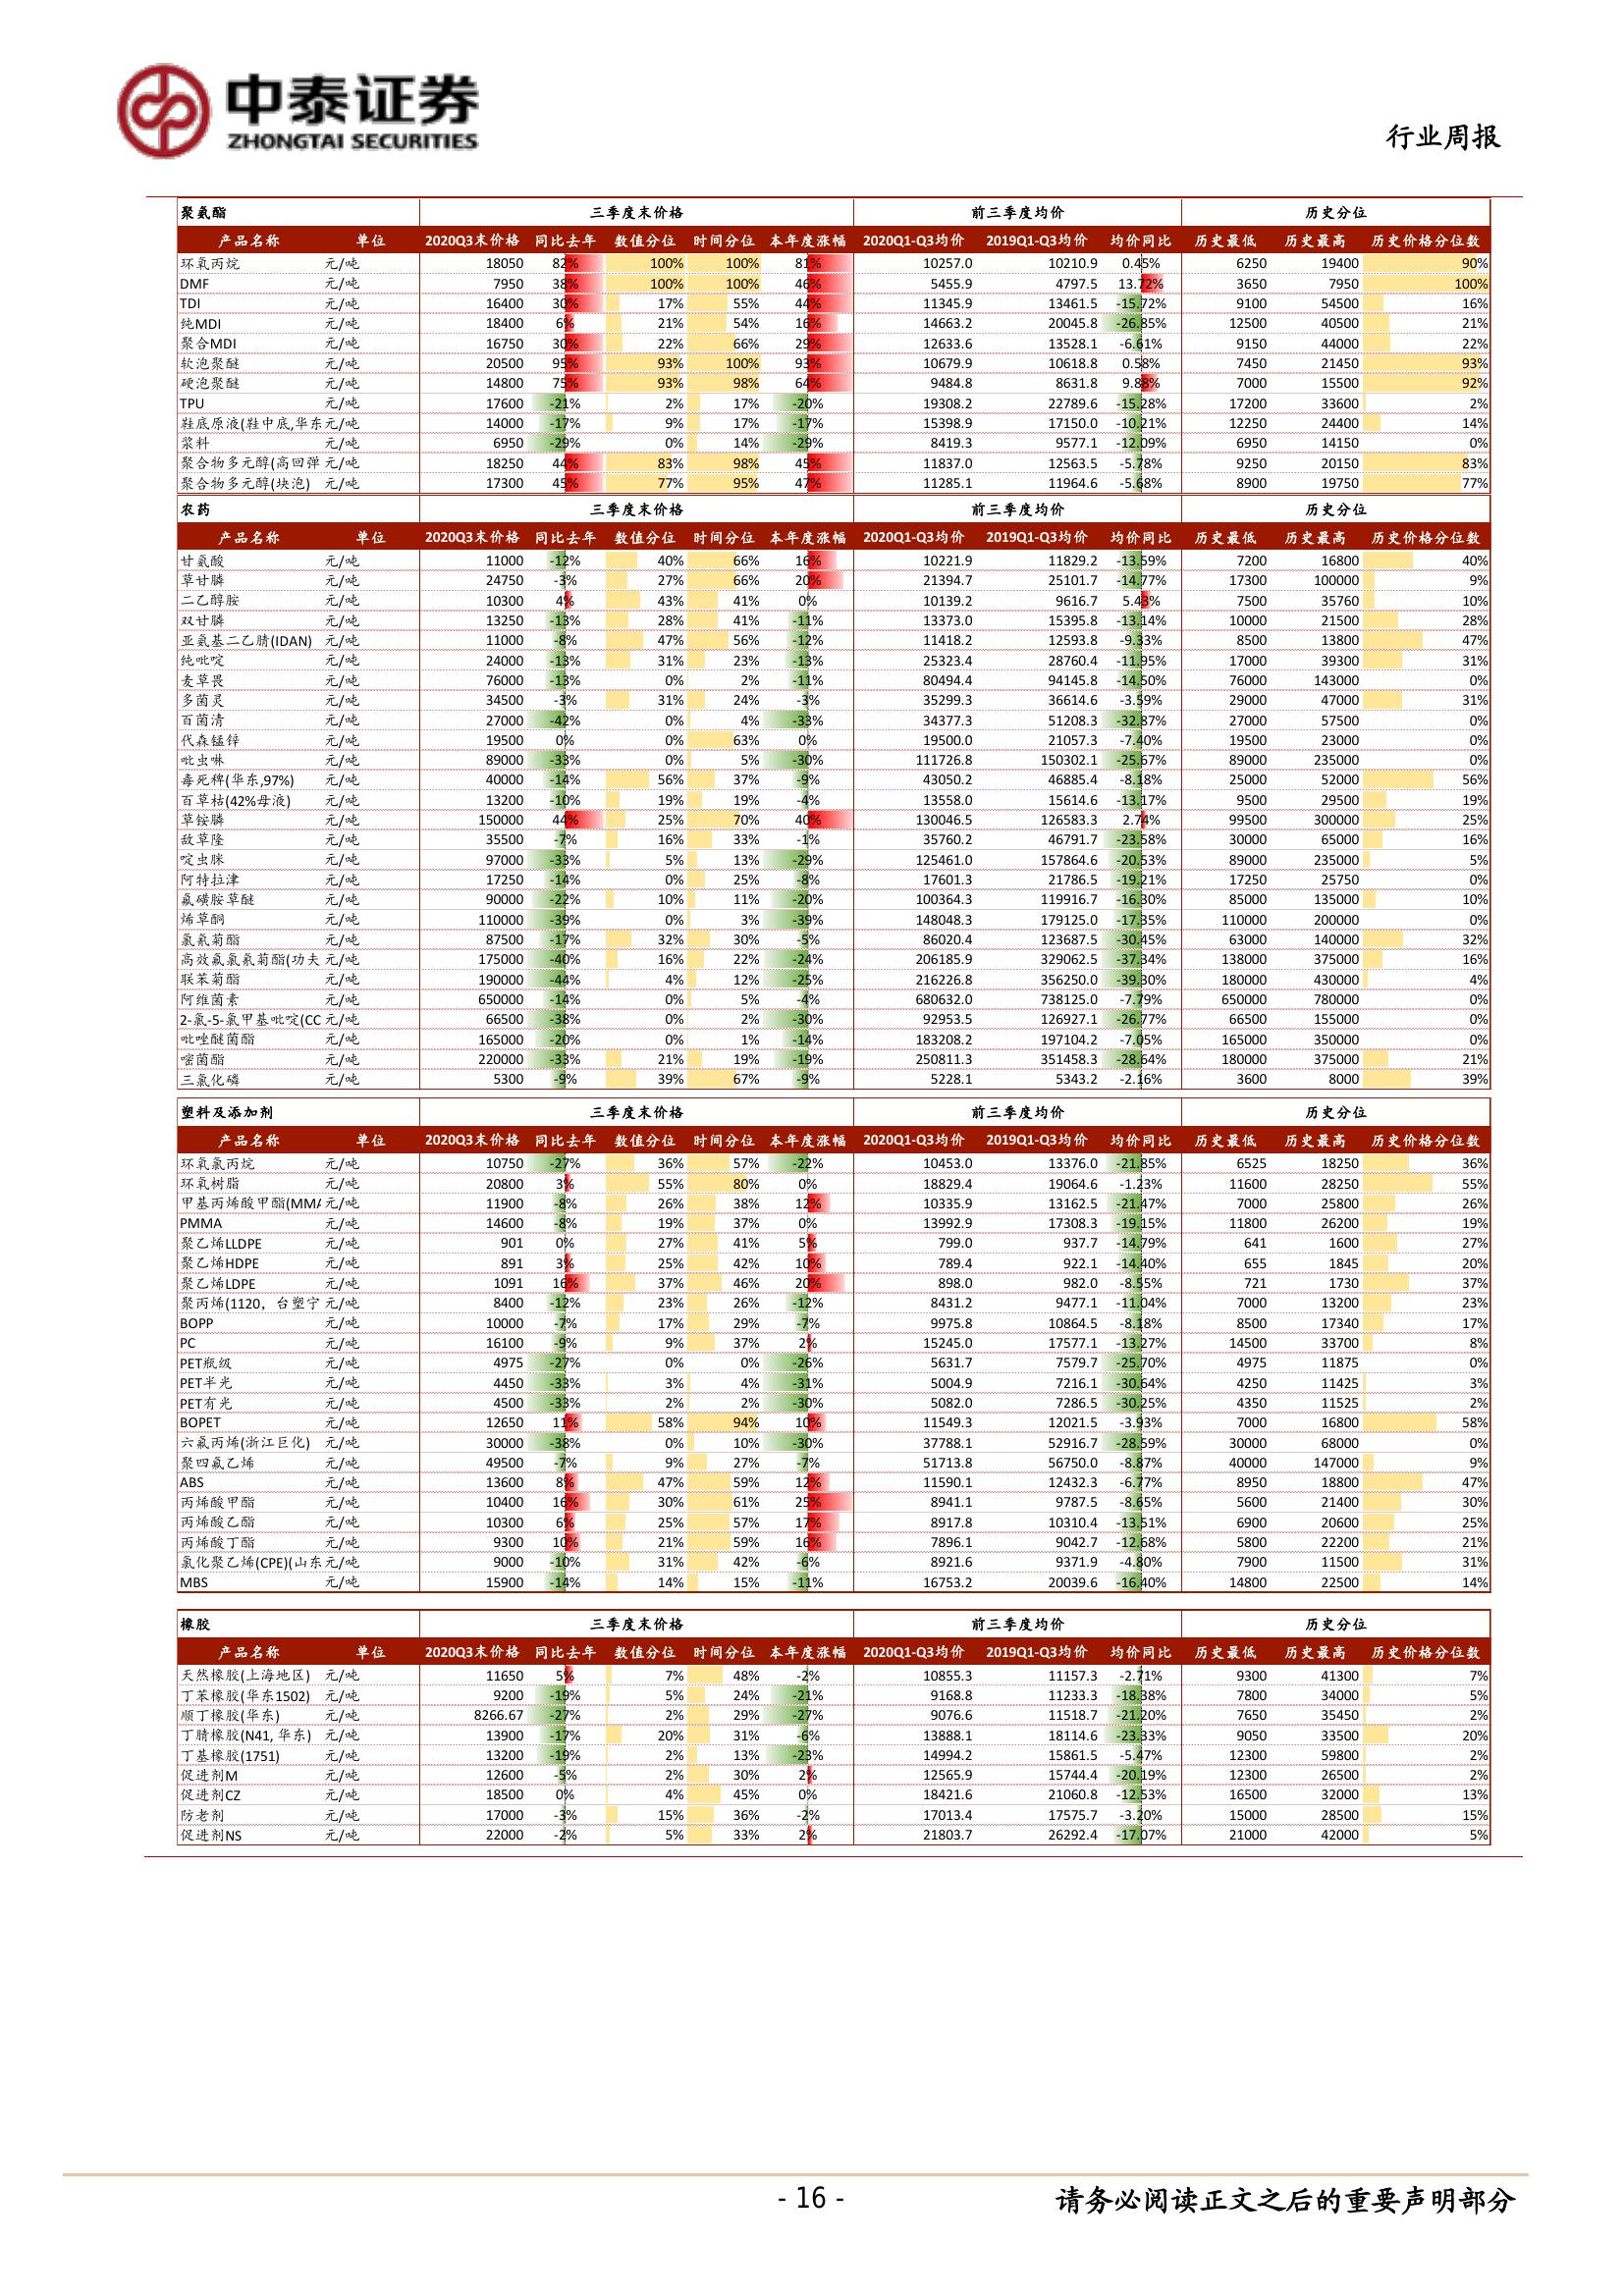 中泰证券
ZHONGTAI SECURITIES
行业周报
聚氨酯 三季度末价格 前三季度均价 历史分位
产品名称 单位 2020Q3末价格 同比去年 数值分位 时间分位 本年度涨幅 2020Q1-Q3均价 2019Q1-Q3均价 均价同比 历史最低 历史最高 历史价格分位数
环氧丙烷 元/吨 18050 82% 100% 100% 81% 10257.0 10210.9 0.45% 6250 19400 90%
DMF 元/吨 7950 38% 100% 100% 46% 5455.9 4797.5 13.72% 3650 7950 100%
TDI 元/吨 16400 30% 17% 55% 44% 11345.9 13461.5 -15.72% 9100 54500 16%
纯MDI 元/吨 18400 6% 21% 54% 16% 14663.2 20045.8 -26.85% 12500 40500 21%
聚合MDI 元/吨 16750 30% 22% 66% 29% 12633.6 13528.1 -6.61% 9150 44000 22%
软泡聚醚 元/吨 20500 95% 93% 100% 93% 10679.9 10618.8 0.58% 7450 21450 93%
硬泡聚醚 元/吨 14800 75% 93% 98% 64% 9484.8 8631.8 9.88% 7000 15500 92%
TPU 元/吨 17600 -21% 2% 17% -20% 19308.2 22789.6 -15.28% 17200 33600 2%
鞋底原液(鞋中底,华东 元/吨 14000 -17% 9% 17% -17% 15398.9 17150.0 -10.21% 12250 24400 14%
浆料 元/吨 6950 -29% 0% 14% -29% 8419.3 9577.1 -12.09% 6950 14150 0%
聚合物多元醇(高回弹 元/吨 18250 44% 83% 98% 45% 11837.0 12563.5 -5.78% 9250 20150 83%
聚合物多元醇(块泡) 元/吨 17300 45% 77% 95% 47% 11285.1 11964.6 -5.68% 8900 19750 77%
农药 三季度末价格 前三季度均价 历史分位
产品名称 单位 2020Q3末价格 同比去年 数值分位 时间分位 本年度涨幅 2020Q1-Q3均价 2019Q1-Q3均价 均价同比 历史最低 历史最高 历史价格分位数
甘氨酸 元/吨 11000 -12% 40% 66% 16% 10221.9 11829.2 -13.59% 7200 16800 40%
草甘膦 元/吨 24750 -3% 27% 66% 20% 21394.7 25101.7 -14.77% 17300 100000 9%
二乙醇胺 元/吨 10300 4% 43% 41% 0% 10139.2 9616.7 5.43% 7500 35760 10%
双甘膦 元/吨 13250 -13% 28% 41% -11% 13373.0 15395.8 -13.14% 10000 21500 28%
亚氨基二乙腈(IDAN) 元/吨 11000 -8% 47% 56% -12% 11418.2 12593.8 -9.33% 8500 13800 47%
纯吡啶 元/吨 24000 -13% 31% 23% -13% 25323.4 28760.4 -11.95% 17000 39300 31%
麦草畏 元/吨 76000 -13% 0% 2% -11% 80494.4 94145.8 -14.50% 76000 143000 0%
多菌灵 元/吨 34500 -3% 31% 24% -3% 35299.3 36614.6 -3.59% 29000 47000 31%
百菌清 元/吨 27000 -42% 0% 4% -33% 34377.3 51208.3 -32.87% 27000 57500 0%
代森锰锌 元/吨 19500 0% 0% 63% 0% 19500.0 21057.3 -7.40% 19500 23000 0%
吡虫啉 元/吨 89000 -33% 0% 5% -30% 111726.8 150302.1 -25.67% 89000 235000 0%
毒死稗(华东,97%) 元/吨 40000 -14% 56% 37% -9% 43050.2 46885.4 -8.18% 25000 52000 56%
百草枯(42%母液) 元/吨 13200 -10% 19% 19% -4% 13558.0 15614.6 -13.17% 9500 29500 19%
草铵膦 元/吨 150000 44% 25% 70% 40% 130046.5 126583.3 2.74% 99500 300000 25%
敌草隆 元/吨 35500 -7% 16% 33% -1% 35760.2 46791.7 -23.58% 30000 65000 16%
啶虫脒 元/吨 97000 -33% 5% 13% -29% 125461.0 157864.6 -20.53% 89000 235000 5%
阿特拉津 元/吨 17250 -14% 0% 25% -8% 17601.3 21786.5 -19.21% 17250 25750 0%
氟磺胺草醚 元/吨 90000 -22% 10% 11% -20% 100364.3 119916.7 -16.30% 85000 135000 10%
烯草酮 元/吨 110000 -39% 0% 3% -39% 148048.3 179125.0 -17.35% 110000 200000 0%
氯氰菊酯 元/吨 87500 -17% 32% 30% -5% 86020.4 123687.5 -30.45% 63000 140000 32%
高效氟氯氰菊酯(功夫 元/吨 175000 -40% 16% 22% -24% 206185.9 329062.5 -37.34% 138000 375000 16%
联苯菊酯 元/吨 190000 -44% 4% 12% -25% 216226.8 356250.0 -39.30% 180000 430000 4%
阿维菌素 元/吨 650000 -14% 0% 5% -4% 680632.0 738125.0 -7.79% 650000 780000 0%
2-氯-5-氯甲基吡啶(CC 元/吨 66500 -38% 0% 2% -30% 92953.5 126927.1 -26.77% 66500 155000 0%
吡唑醚菌酯 元/吨 165000 -20% 0% 1% -14% 183208.2 197104.2 -7.05% 165000 350000 0%
嘧菌酯 元/吨 220000 -33% 21% 19% -19% 250811.3 351458.3 -28.64% 180000 375000 21%
三氯化磷 元/吨 5300 -9% 39% 67% -9% 5228.1 5343.2 -2.16% 3600 8000 39%
塑料及添加剂 三季度末价格 前三季度均价 历史分位
产品名称 单位 2020Q3末价格 同比去年 数值分位 时间分位 本年度涨幅 2020Q1-Q3均价 2019Q1-Q3均价 均价同比 历史最低 历史最高 历史价格分位数
环氧氯丙烷 元/吨 10750 -27% 36% 57% -22% 10453.0 13376.0 -21.85% 6525 18250 36%
环氧树脂 元/吨 20800 3% 55% 80% 0% 18829.4 19064.6 -1.23% 11600 28250 55%
甲基丙烯酸甲酯(MMA 元/吨 11900 -8% 26% 38% 12% 10335.9 13162.5 -21.47% 7000 25800 26%
PMMA 元/吨 14600 -8% 19% 37% 0% 13992.9 17308.3 -19.15% 11800 26200 19%
聚乙烯LLDPE 元/吨 901 0% 27% 41% 5% 799.0 937.7 -14.79% 641 1600 27%
聚乙烯HDPE 元/吨 891 3% 25% 42% 10% 789.4 922.1 -14.40% 655 1845 20%
聚乙烯LDPE 元/吨 1091 16% 37% 46% 20% 898.0 982.0 -8.55% 721 1730 37%
聚丙烯(1120，台塑宁 元/吨 8400 -12% 23% 26% -12% 8431.2 9477.1 -11.04% 7000 13200 23%
BOPP 元/吨 10000 -7% 17% 29% -7% 9975.8 10864.5 -8.18% 8500 17340 17%
PC 元/吨 16100 -9% 9% 37% 2% 15245.0 17577.1 -13.27% 14500 33700 8%
PET瓶级 元/吨 4975 -27% 0% 0% -26% 5631.7 7579.7 -25.70% 4975 11875 0%
PET半光 元/吨 4450 -33% 3% 4% -31% 5004.9 7216.1 -30.64% 4250 11425 3%
PET有光 元/吨 4500 -33% 2% 2% -30% 5082.0 7286.5 -30.25% 4350 11525 2%
BOPET 元/吨 12650 11% 58% 94% 10% 11549.3 12021.5 -3.93% 7000 16800 58%
六氟丙烯(浙江巨化) 元/吨 30000 -38% 0% 10% -30% 37788.1 52916.7 -28.59% 30000 68000 0%
聚四氟乙烯 元/吨 49500 -7% 9% 27% -7% 51713.8 56750.0 -8.87% 40000 147000 9%
ABS 元/吨 13600 8% 47% 59% 12% 11590.1 12432.3 -6.77% 8950 18800 47%
丙烯酸甲酯 元/吨 10400 16% 30% 61% 25% 8941.1 9787.5 -8.65% 5600 21400 30%
丙烯酸乙酯 元/吨 10300 6% 25% 57% 17% 8917.8 10310.4 -13.51% 6900 20600 25%
丙烯酸丁酯 元/吨 9300 10% 21% 59% 16% 7896.1 9042.7 -12.68% 5800 22200 21%
氯化聚乙烯(CPE)(山东 元/吨 9000 -10% 31% 42% -6% 8921.6 9371.9 -4.80% 7900 11500 31%
MBS 元/吨 15900 -14% 14% 15% -11% 16753.2 20039.6 -16.40% 14800 22500 14%
橡胶 三季度末价格 前三季度均价 历史分位
产品名称 单位 2020Q3末价格 同比去年 数值分位 时间分位 本年度涨幅 2020Q1-Q3均价 2019Q1-Q3均价 均价同比 历史最低 历史最高 历史价格分位数
天然橡胶(上海地区) 元/吨 11650 5% 7% 48% -2% 10855.3 11157.3 -2.71% 9300 41300 7%
丁苯橡胶(华东1502) 元/吨 9200 -19% 5% 24% -21% 9168.8 11233.3 -18.38% 7800 34000 5%
顺丁橡胶(华东) 元/吨 8266.67 -27% 2% 29% -27% 9076.6 11518.7 -21.20% 7650 35450 2%
丁腈橡胶(N41, 华东) 元/吨 13900 -17% 20% 31% -6% 13888.1 18114.6 -23.33% 9050 33500 20%
丁基橡胶(1751) 元/吨 13200 -19% 2% 13% -23% 14994.2 15861.5 -5.47% 12300 59800 2%
促进剂M 元/吨 12600 -5% 2% 30% 2% 12565.9 15744.4 -20.19% 12300 26500 2%
促进剂CZ 元/吨 18500 0% 4% 45% 0% 18421.6 21060.8 -12.53% 16500 32000 13%
防老剂 元/吨 17000 -3% 15% 36% -2% 17013.4 17575.7 -3.20% 15000 28500 15%
促进剂NS 元/吨 22000 -2% 5% 33% 2% 21803.7 26292.4 -17.07% 21000 42000 5%
- 16 -
请务必阅读正文之后的重要声明部分